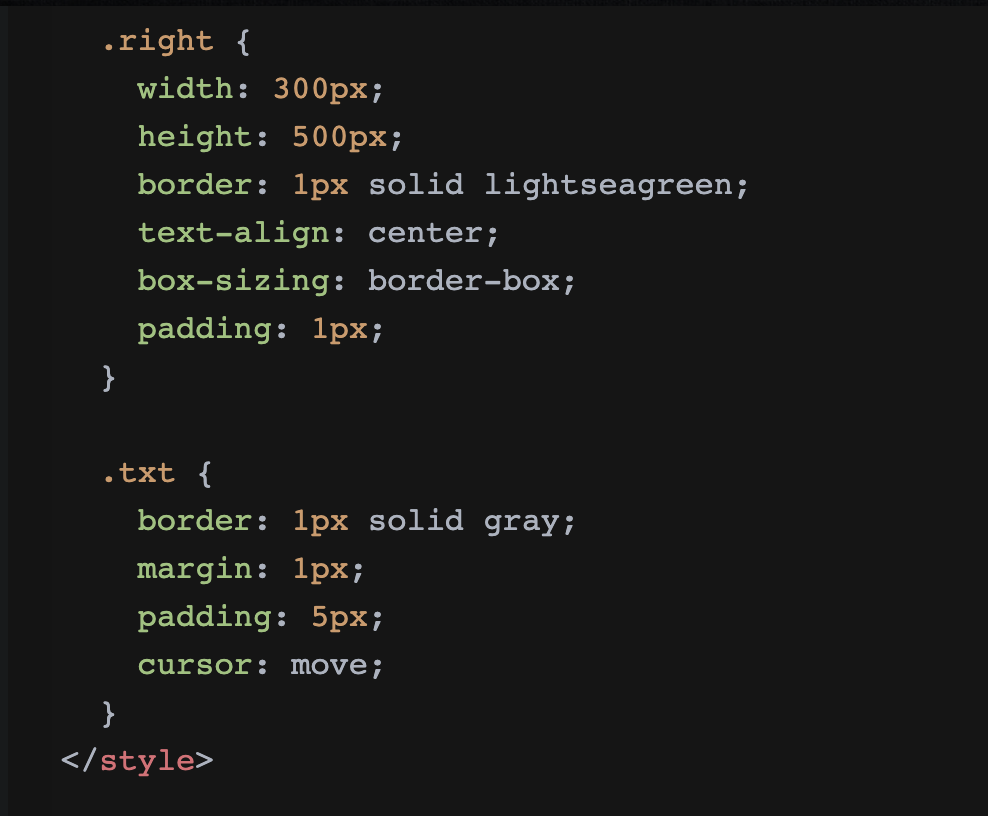 .right {
width: 300px;
height: 500px;
border: 1px solid lightseagreen;
text-align: center;
box-sizing: border-box;
padding: 1px;
}
.txt {
border: 1px solid gray;
margin: 1px;
padding: 5px;
cursor: move;
}
</style>